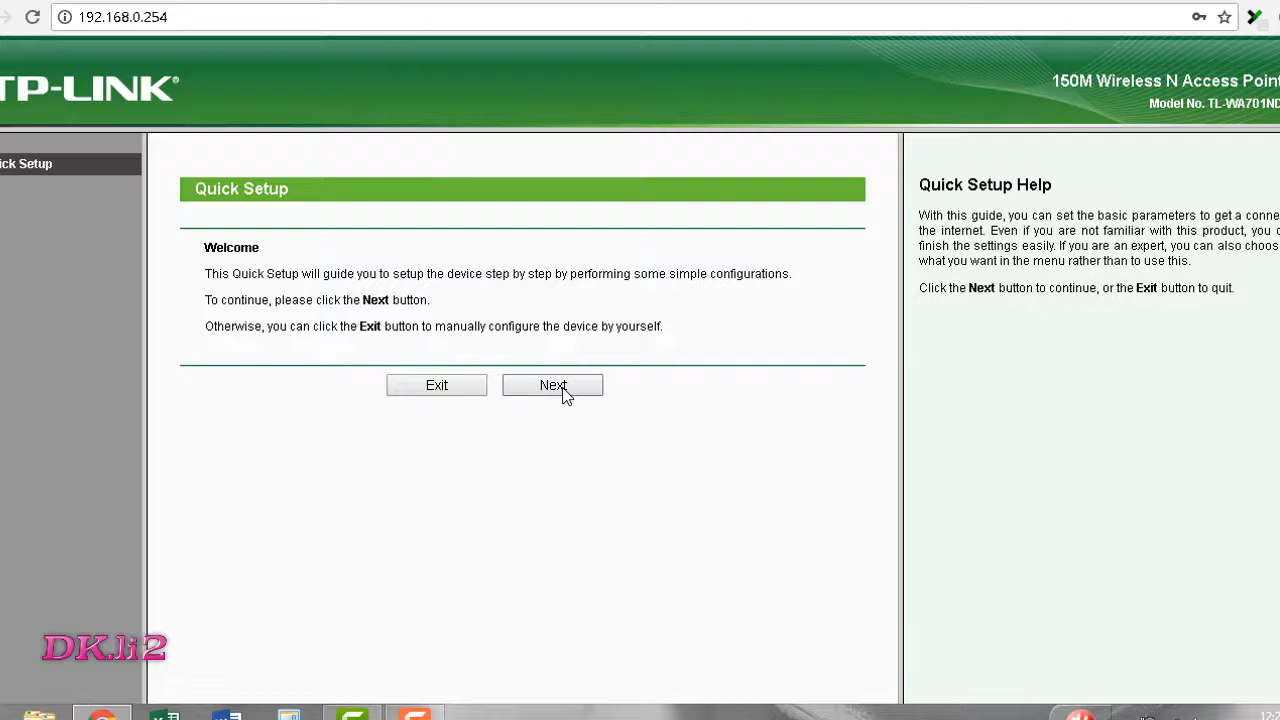 192.168.0.254
TP-LINK®
150M Wireless N Access Point
Model No. TL-WA701ND
ick Setup
Quick Setup
Welcome
This Quick Setup will guide you to setup the device step by step by performing some simple configurations.
To continue, please click the Next button.
Otherwise, you can click the Exit button to manually configure the device by yourself.
Exit
Next
Quick Setup Help
With this guide, you can set the basic parameters to get a conne
the internet. Even if you are not familiar with this product, you c
finish the settings easily. If you are an expert, you can also choos
what you want in the menu rather than to use this.
Click the Next button to continue, or the Exit button to quit.
DK.li2